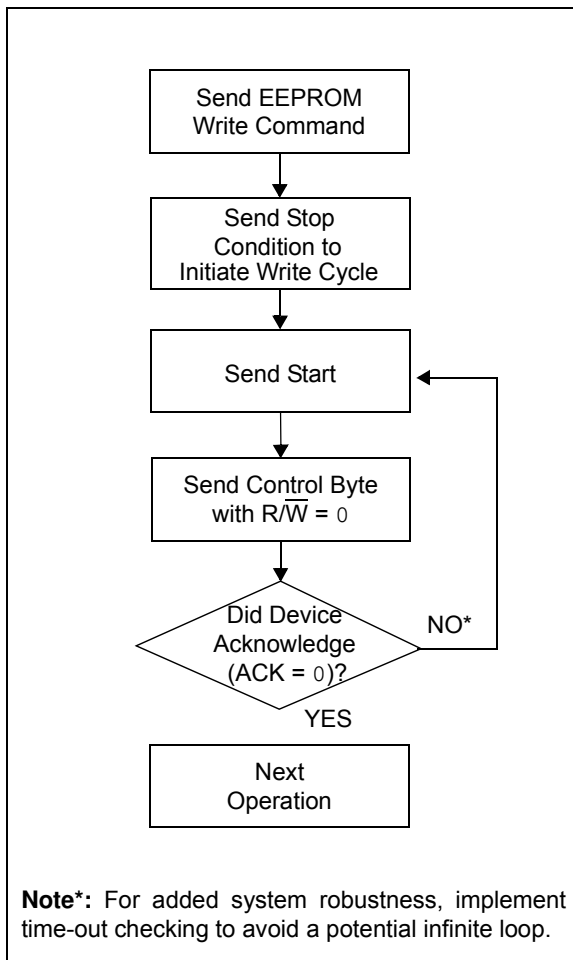 Send EEPROM
Write Command
Send Stop
Condition to
Initiate Write Cycle
Send Start
Send Control Byte
with R/W̅ = 0
Did Device
Acknowledge
(ACK = 0)?
NO*
YES
Next
Operation
Note*: For added system robustness, implement
time-out checking to avoid a potential infinite loop.